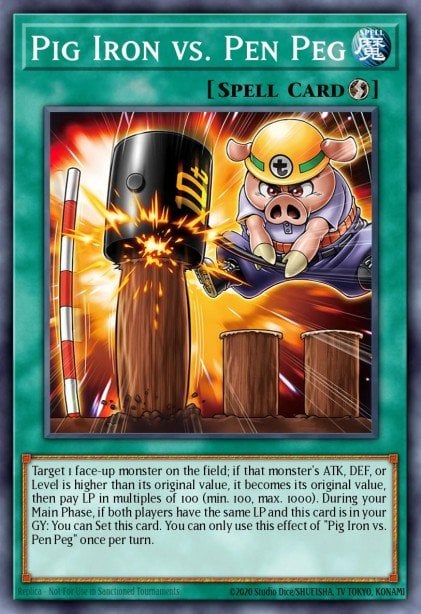 PIG IRON VS. PEN PEG
SPELL
魔
[SPELL CARD]
10t
t
Target 1 face-up monster on the field; if that monster's ATK, DEF, or
Level is higher than its original value, it becomes its original value,
then pay LP in multiples of 100 (min. 100, max. 1000). During your
Main Phase, if both players have the same LP and this card is in your
GY: You can Set this card. You can only use this effect of "Pig Iron vs.
Pen Peg" once per turn.
Replica - Not For Use in Sanctioned Tournaments
©2020 Studio Dice/SHUEISHA, TV TOKYO, KONAMI